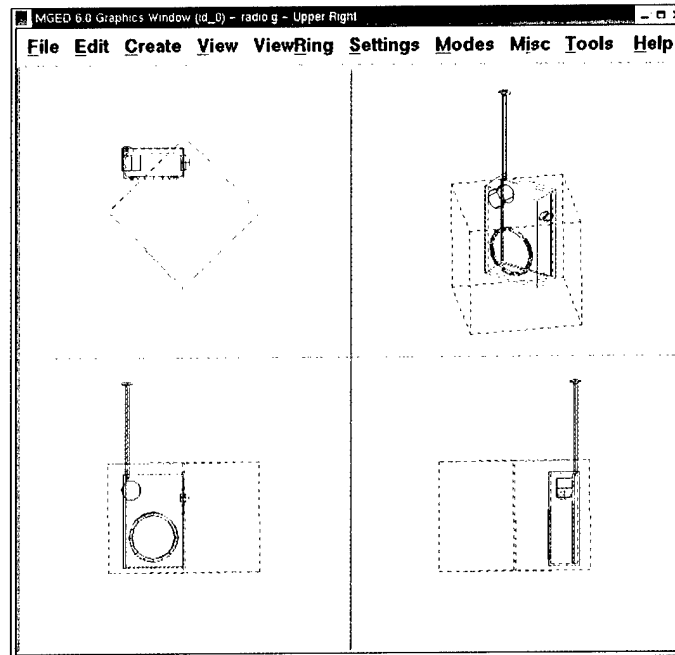 MGED 6.0 Graphics Window (id_0) - radio g - Upper Right
File Edit Create View ViewRing Settings Modes Misc Tools Help